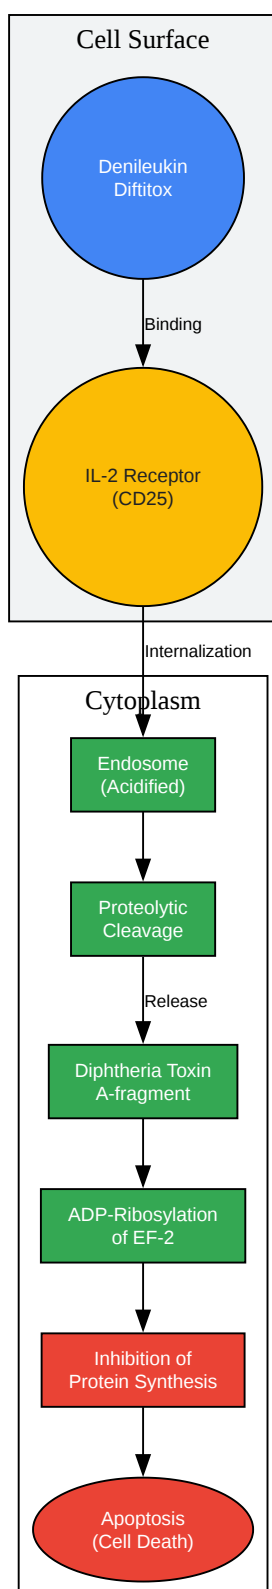 Cell Surface
Denileukin
Diftitox
Binding
IL-2 Receptor
(CD25)
Internalization
Cytoplasm
Endosome
(Acidified)
Proteolytic
Cleavage
Release
Diphtheria Toxin
A-fragment
ADP-Ribosylation
of EF-2
Inhibition of
Protein Synthesis
Apoptosis
(Cell Death)